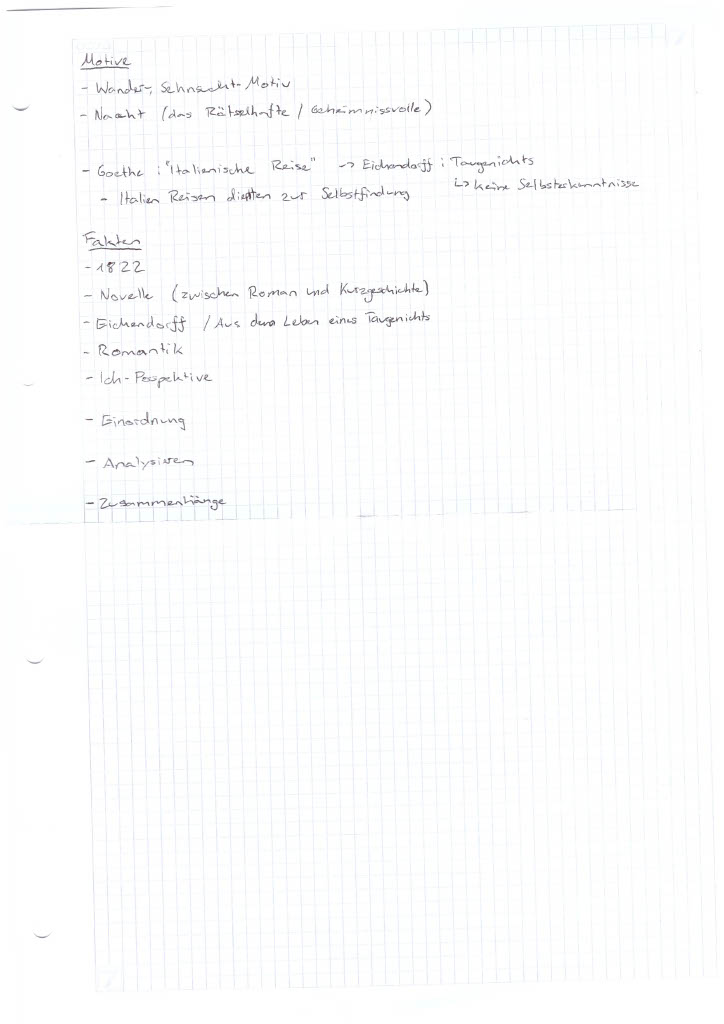 Motive
- Wander-, Sehnsucht-Motiv
- Nacht (das Rätselhafte / Geheimnissvolle)
- Goethe : "Italienische Reise" -> Eichendorff : Taugenichts
- Italien Reisen dienten zur Selbstfindung ↳ keine Selbsterkenntnisse
Fakten
- 1822
- Novelle (zwischen Roman und Kurzgeschichte)
- Eichendorff / Aus dem Leben eines Taugenichts
- Romantik
- Ich-Perspektive
- Einordnung
- Analysieren
- Zusammenhänge